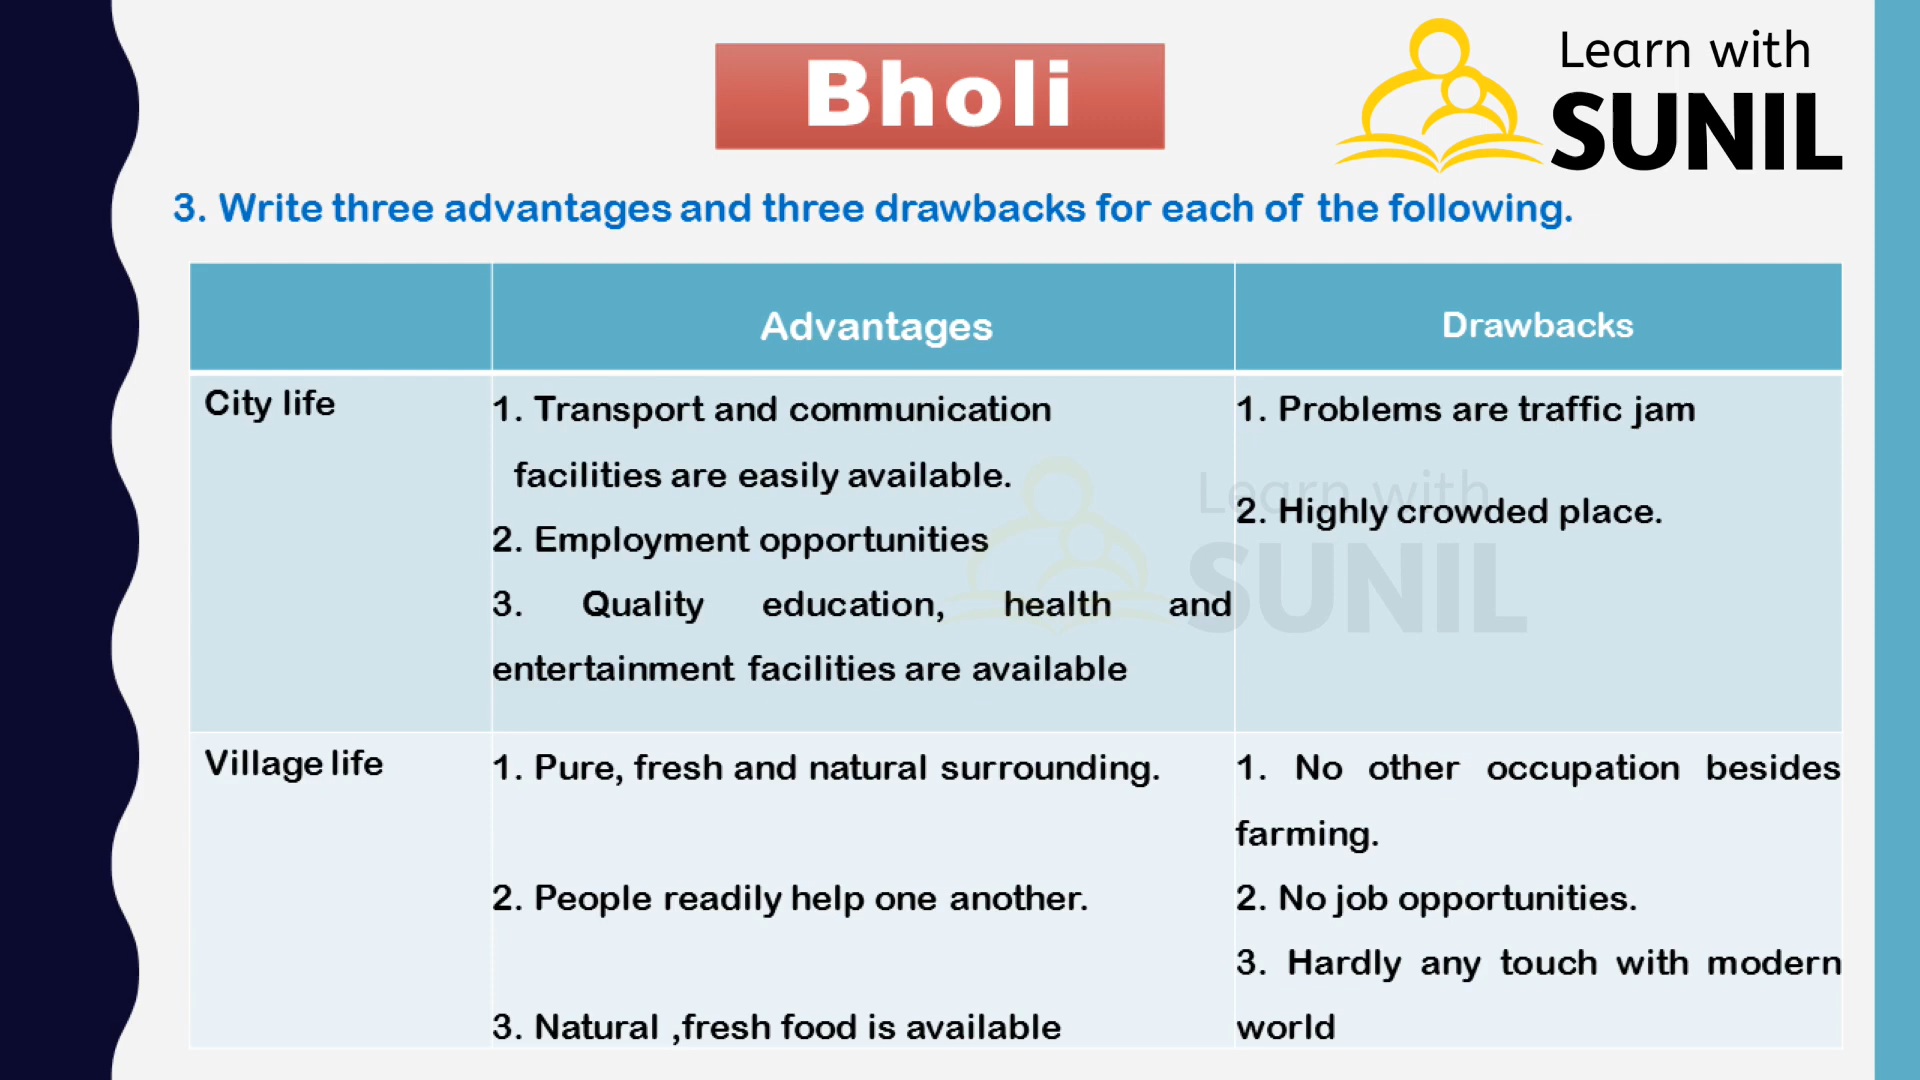 Bholi
Learn with
SUNIL
3. Write three advantages and three drawbacks for each of the following.
Advantages
Drawbacks
City life
1. Transport and communication
facilities are easily available.
2. Employment opportunities
3. Quality education, health and
entertainment facilities are available
1. Problems are traffic jam
2. Highly crowded place.
Learn with
SUNIL
Village life
1. Pure, fresh and natural surrounding.
2. People readily help one another.
3. Natural ,fresh food is available
1. No other occupation besides
farming.
2. No job opportunities.
3. Hardly any touch with modern
world